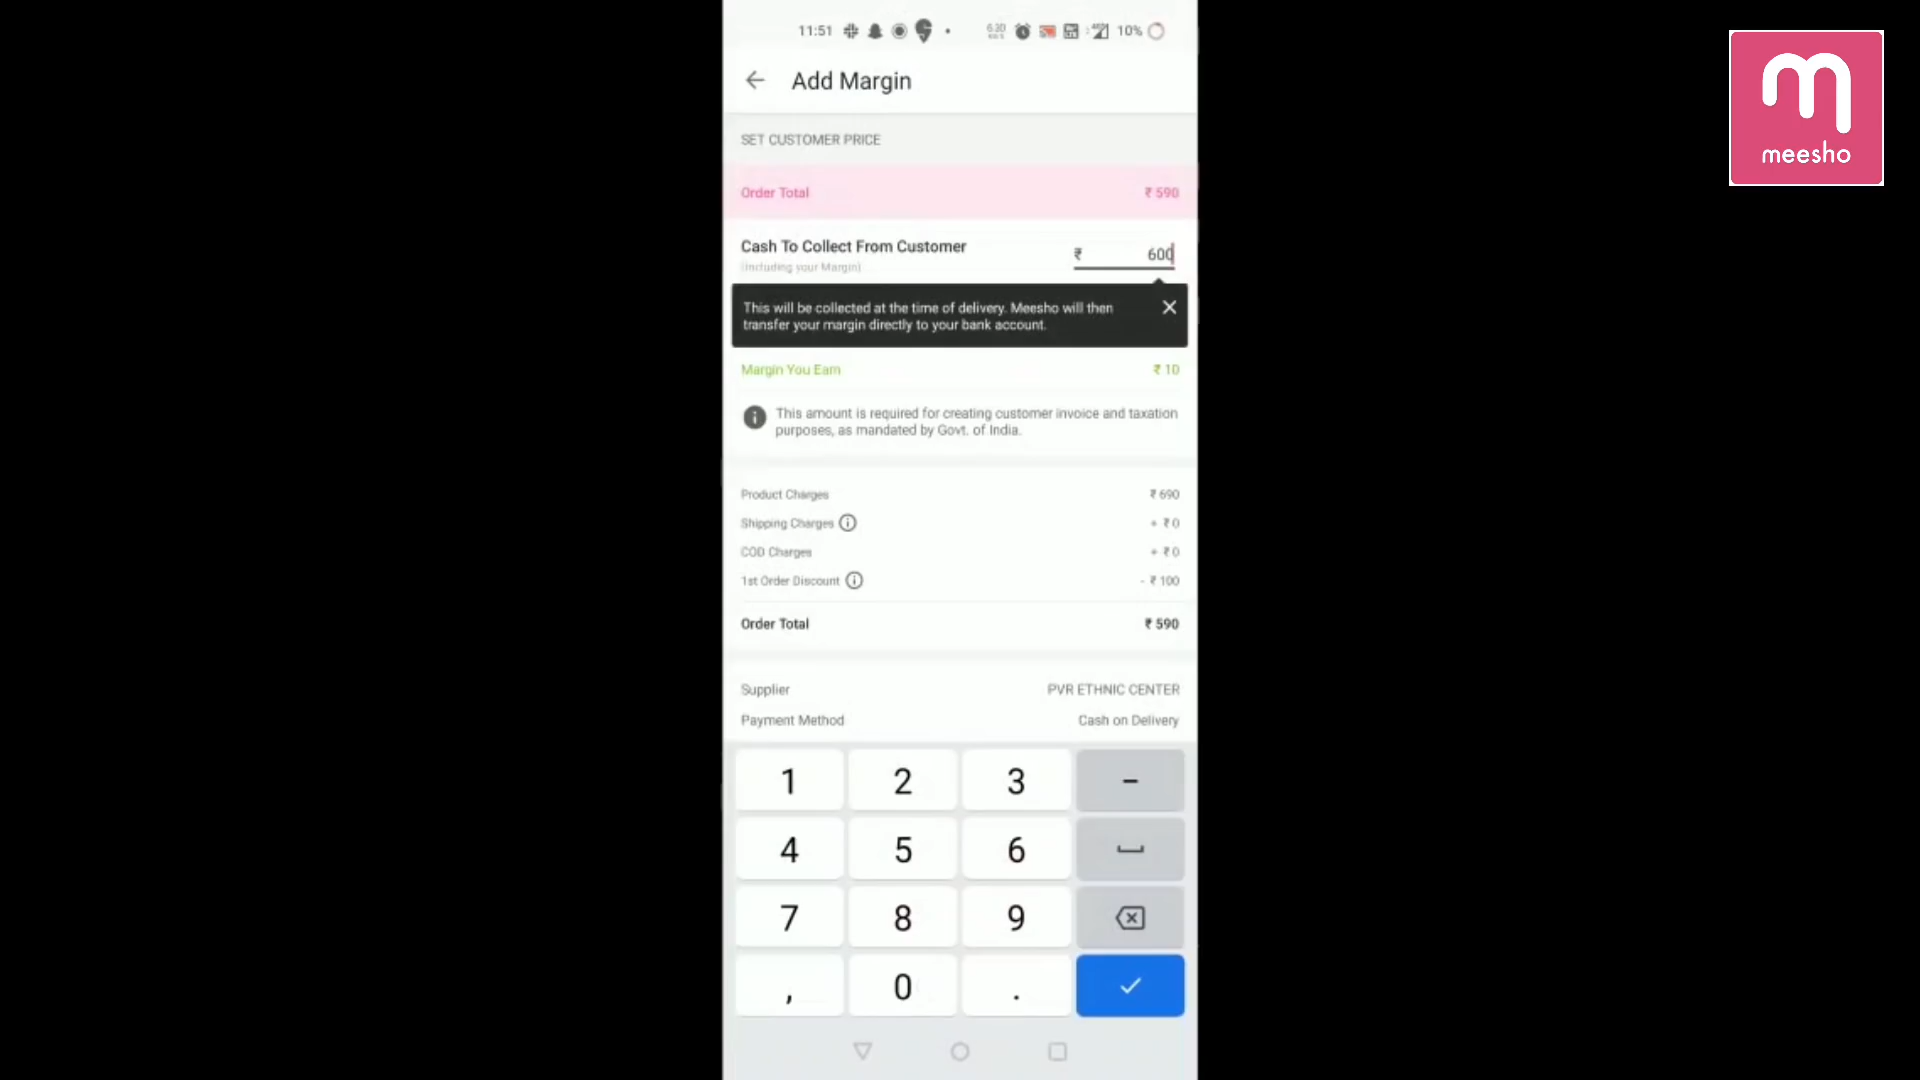 11:51
6.30
10%
Add Margin
SET CUSTOMER PRICE
Order Total ₹ 590
Cash To Collect From Customer ₹ 600
(Including your Margin)
This will be collected at the time of delivery. Meesho will then
transfer your margin directly to your bank account.
Margin You Earn ₹ 10
This amount is required for creating customer invoice and taxation
purposes, as mandated by Govt. of India.
Product Charges ₹ 690
Shipping Charges + ₹ 0
COD Charges + ₹ 0
1st Order Discount - ₹ 100
Order Total ₹ 590
Supplier PVR ETHNIC CENTER
Payment Method Cash on Delivery
1 2 3 -
4 5 6
7 8 9
, 0 .
meesho